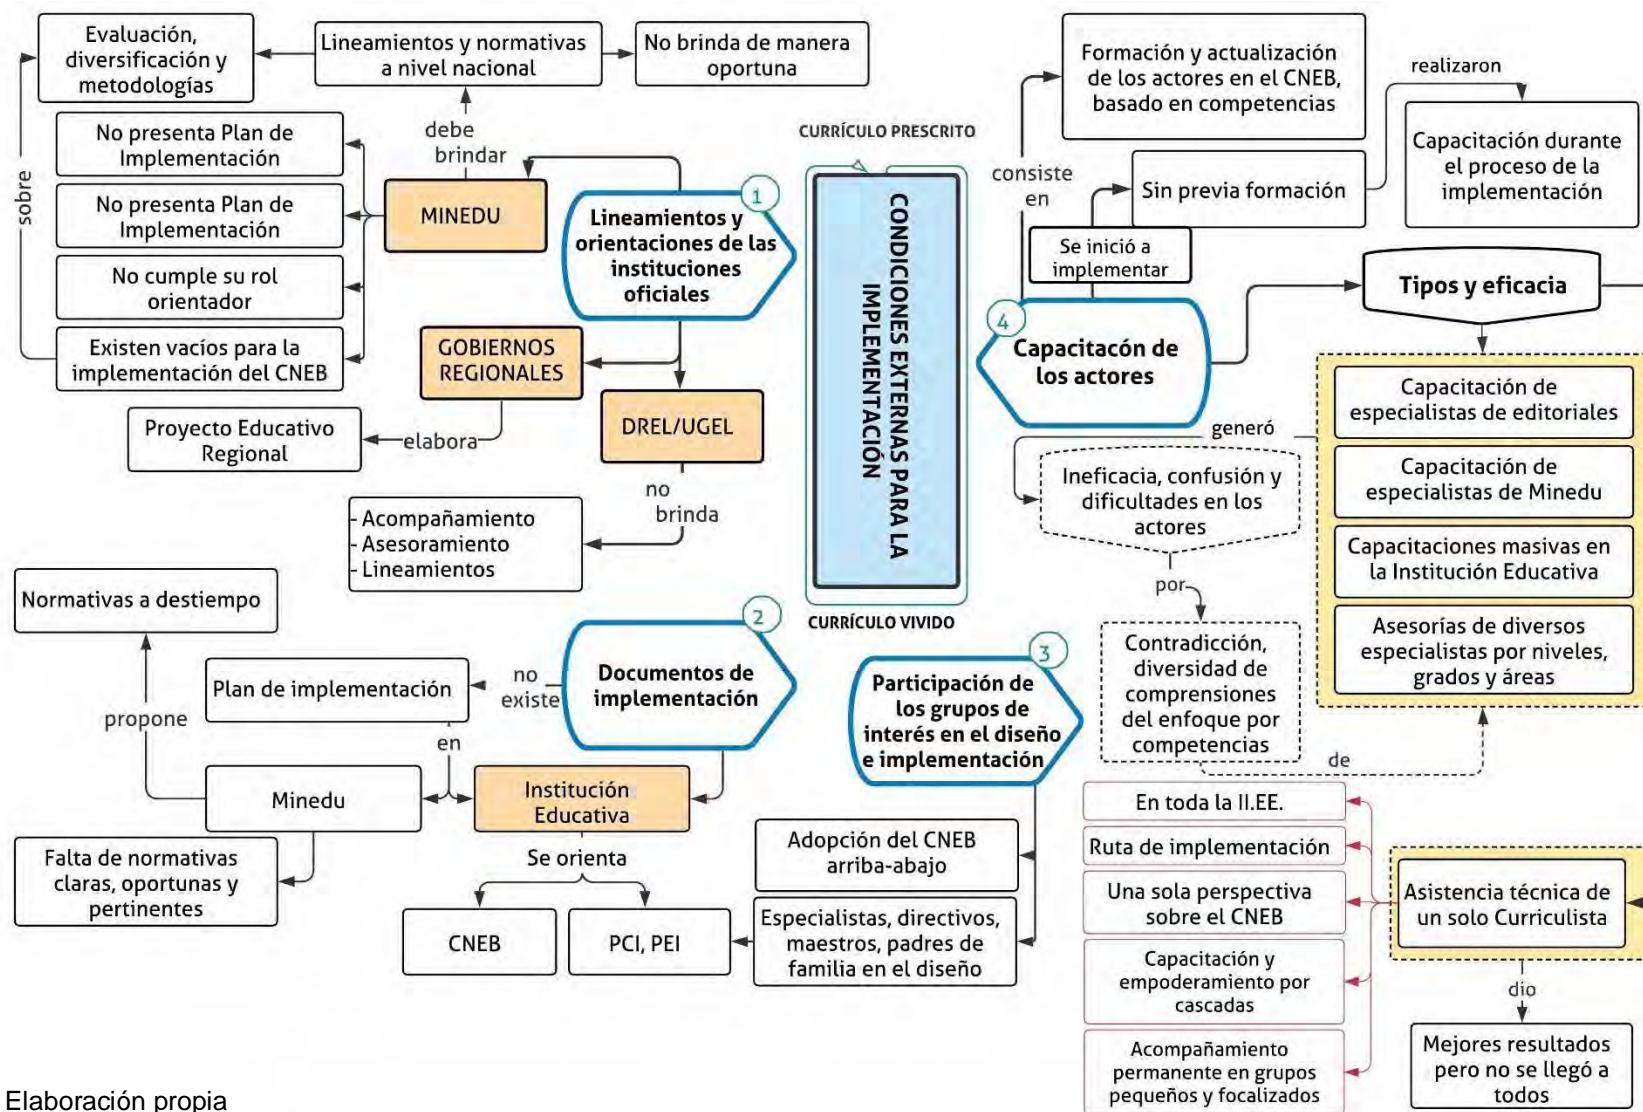 Evaluación,
diversificación y
metodologías
Lineamientos y normativas
a nivel nacional
No brinda de manera
oportuna
sobre
debe
brindar
No presenta Plan de
Implementación
No presenta Plan de
Implementación
No cumple su rol
orientador
Existen vacíos para la
implementación del CNEB
MINEDU
1
Lineamientos y
orientaciones de las
instituciones
oficiales
GOBIERNOS
REGIONALES
elabora
Proyecto Educativo
Regional
DREL/UGEL
no
brinda
- Acompañamiento
- Asesoramiento
- Lineamientos
CURRÍCULO PRESCRITO
CONDICIONES EXTERNAS PARA LA
IMPLEMENTACIÓN
CURRÍCULO VIVIDO
2
Documentos de
implementación
no
existe
Plan de implementación
en
Normativas a destiempo
propone
Minedu
Falta de normativas
claras, oportunas y
pertinentes
Institución
Educativa
Se orienta
CNEB
PCI, PEI
3
Participación de
los grupos de
interés en el diseño
e implementación
Adopción del CNEB
arriba-abajo
Especialistas, directivos,
maestros, padres de
familia en el diseño
4
Capacitacón de
los actores
consiste
en
Formación y actualización
de los actores en el CNEB,
basado en competencias
Se inició a
implementar
Sin previa formación
realizaron
Capacitación durante
el proceso de la
implementación
Tipos y eficacia
Capacitación de
especialistas de editoriales
Capacitación de
especialistas de Minedu
Capacitaciones masivas en
la Institución Educativa
Asesorías de diversos
especialistas por niveles,
grados y áreas
generó
Ineficacia, confusión y
dificultades en los
actores
por
Contradicción,
diversidad de
comprensiones
del enfoque por
competencias
de
Asistencia técnica de
un solo Curriculista
En toda la II.EE.
Ruta de implementación
Una sola perspectiva
sobre el CNEB
Capacitación y
empoderamiento por
cascadas
Acompañamiento
permanente en grupos
pequeños y focalizados
dio
Mejores resultados
pero no se llegó a
todos
Elaboración propia